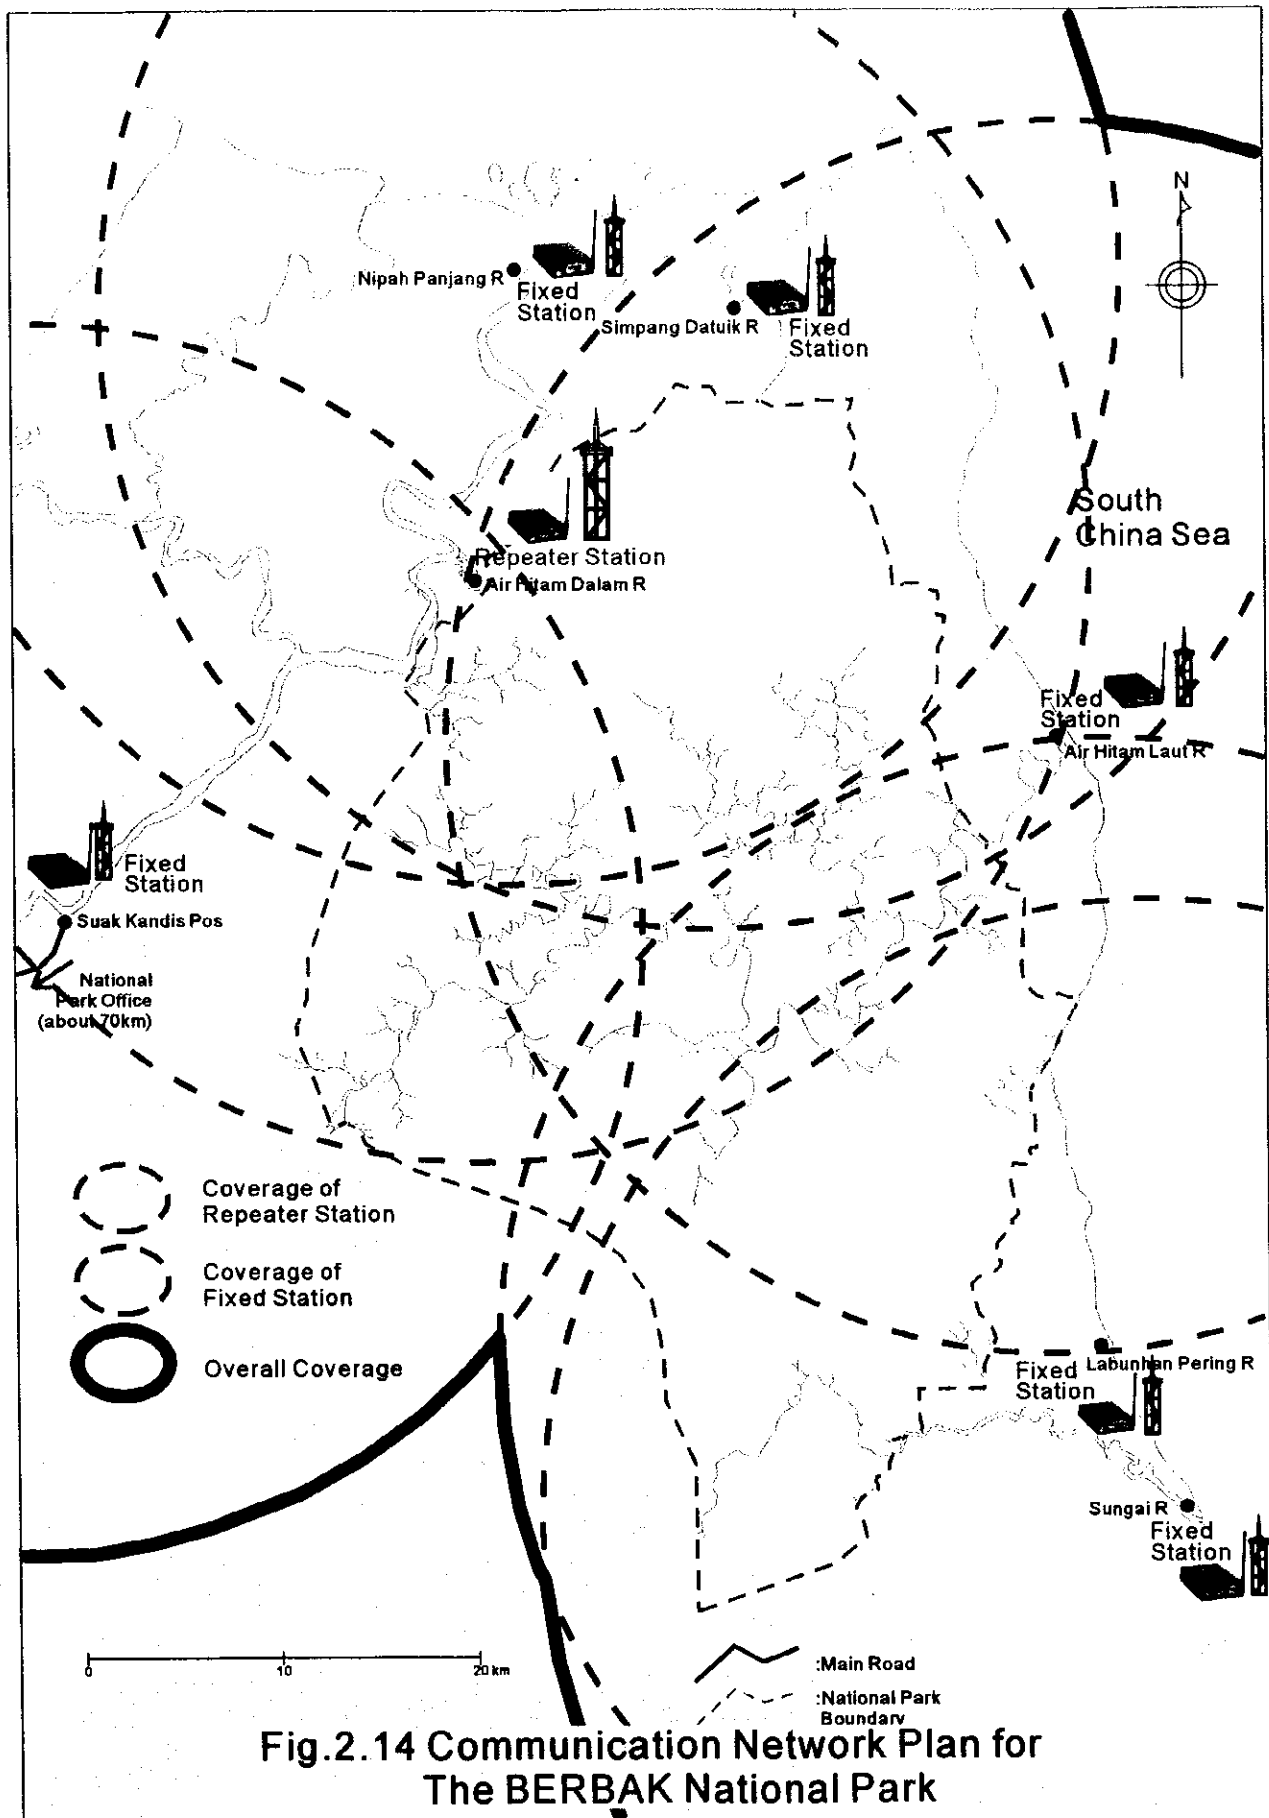 N
Nipah Panjang R
Fixed
Station
Simpang Datuik R
Fixed
Station
South
China Sea
Repeater Station
Air Hitam Dalam R
Fixed
Station
Air Hitam Laut R
Fixed
Station
Suak Kandis Pos
National
Park Office
(about 70km)
Coverage of
Repeater Station
Coverage of
Fixed Station
Overall Coverage
Fixed
Station
Labunhan Pering R
Sungai R
Fixed
Station
0 10 20 km
:Main Road
:National Park
Boundary
Fig.2.14 Communication Network Plan for
The BERBAK National Park